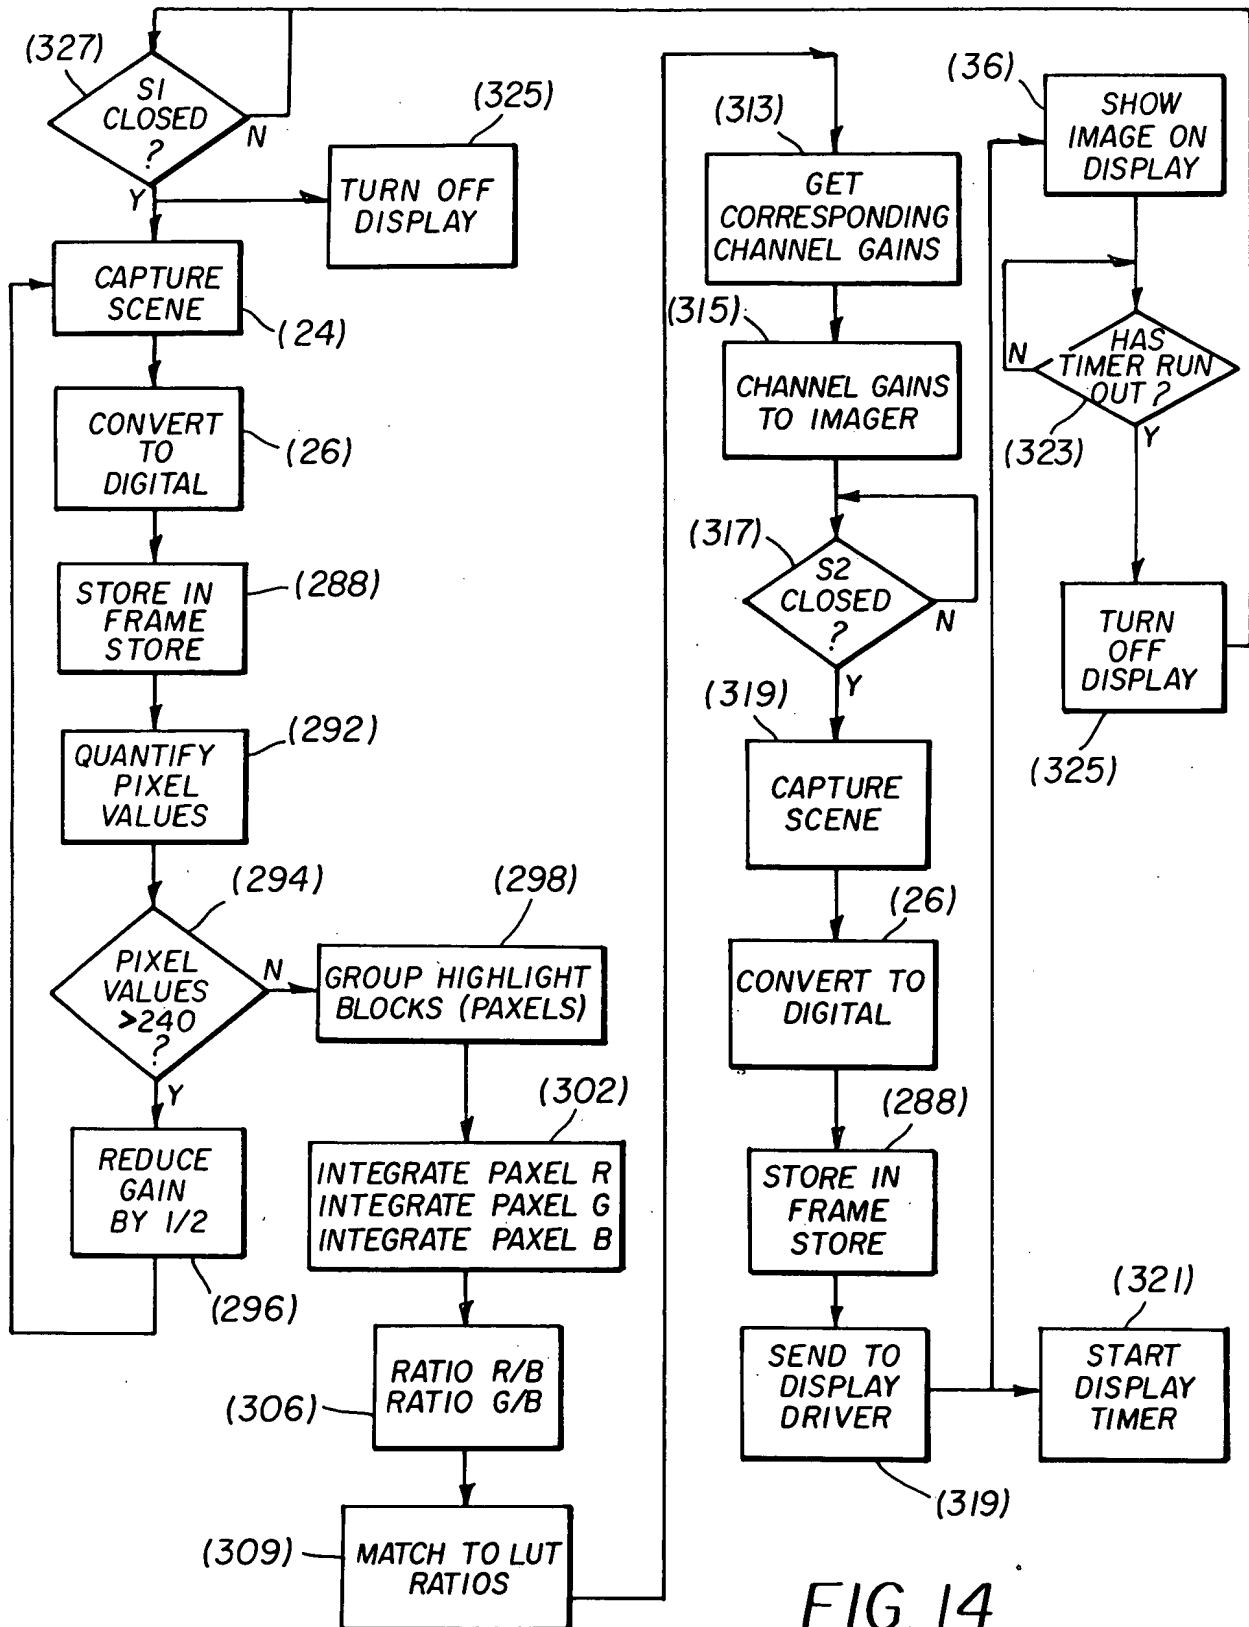 (327)
S1
CLOSED
?
N
Y
(325)
TURN OFF
DISPLAY
CAPTURE
SCENE
(24)
CONVERT
TO
DIGITAL
(26)
STORE IN
FRAME
STORE
(288)
QUANTIFY
PIXEL
VALUES
(292)
(294)
PIXEL
VALUES
>240
?
N
Y
REDUCE
GAIN
BY 1/2
(296)
(298)
GROUP HIGHLIGHT
BLOCKS (PAXELS)
(302)
INTEGRATE PAXEL R
INTEGRATE PAXEL G
INTEGRATE PAXEL B
RATIO R/B
RATIO G/B
(306)
(309)
MATCH TO LUT
RATIOS
(313)
GET
CORRESPONDING
CHANNEL GAINS
(315)
CHANNEL GAINS
TO IMAGER
(317)
S2
CLOSED
?
N
Y
(319)
CAPTURE
SCENE
(26)
CONVERT TO
DIGITAL
(288)
STORE IN
FRAME
STORE
SEND TO
DISPLAY
DRIVER
(319)
(321)
START
DISPLAY
TIMER
(36)
SHOW
IMAGE ON
DISPLAY
HAS
TIMER RUN
OUT ?
N
Y
(323)
TURN
OFF
DISPLAY
(325)
FIG. 14